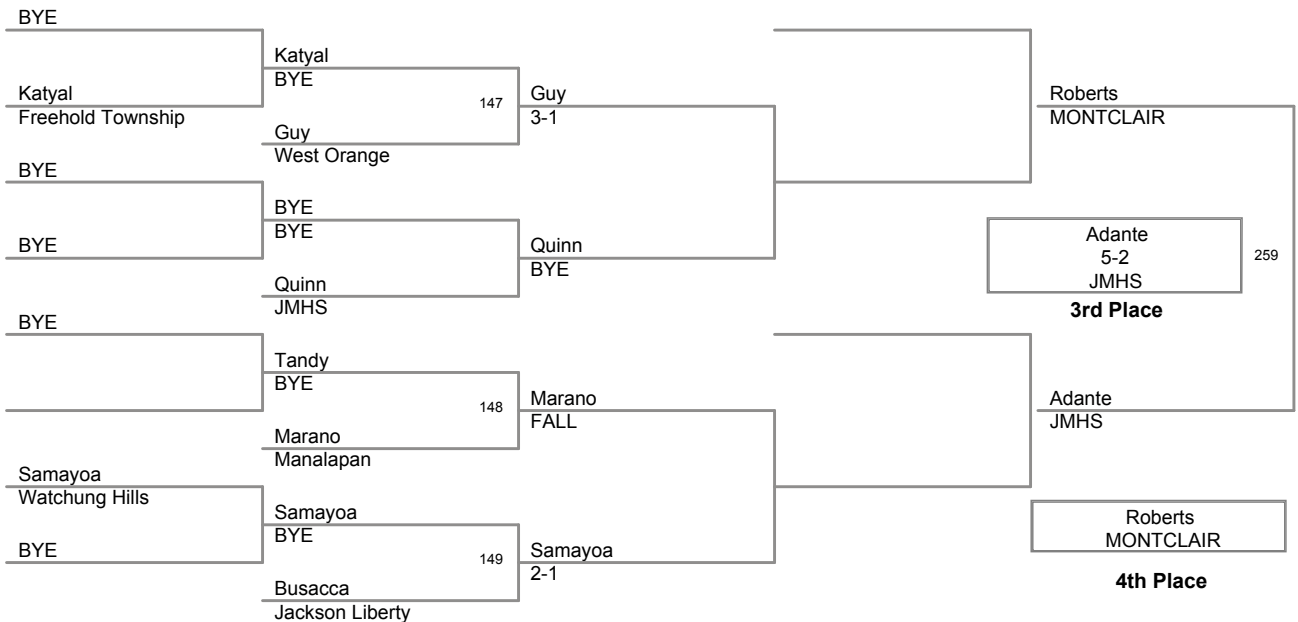 BYE
Katyal
Freehold Township
BYE
BYE
BYE
Samayoa
Watchung Hills
BYE
Katyal
BYE
147
Guy
West Orange
BYE
BYE
Quinn
JMHS
Tandy
BYE
148
Marano
Manalapan
Samayoa
BYE
149
Busacca
Jackson Liberty
Guy
3-1
Quinn
BYE
Marano
FALL
Samayoa
2-1
Roberts
MONTCLAIR
Adante
5-2
JMHS
259
3rd Place
Adante
JMHS
Roberts
MONTCLAIR
4th Place